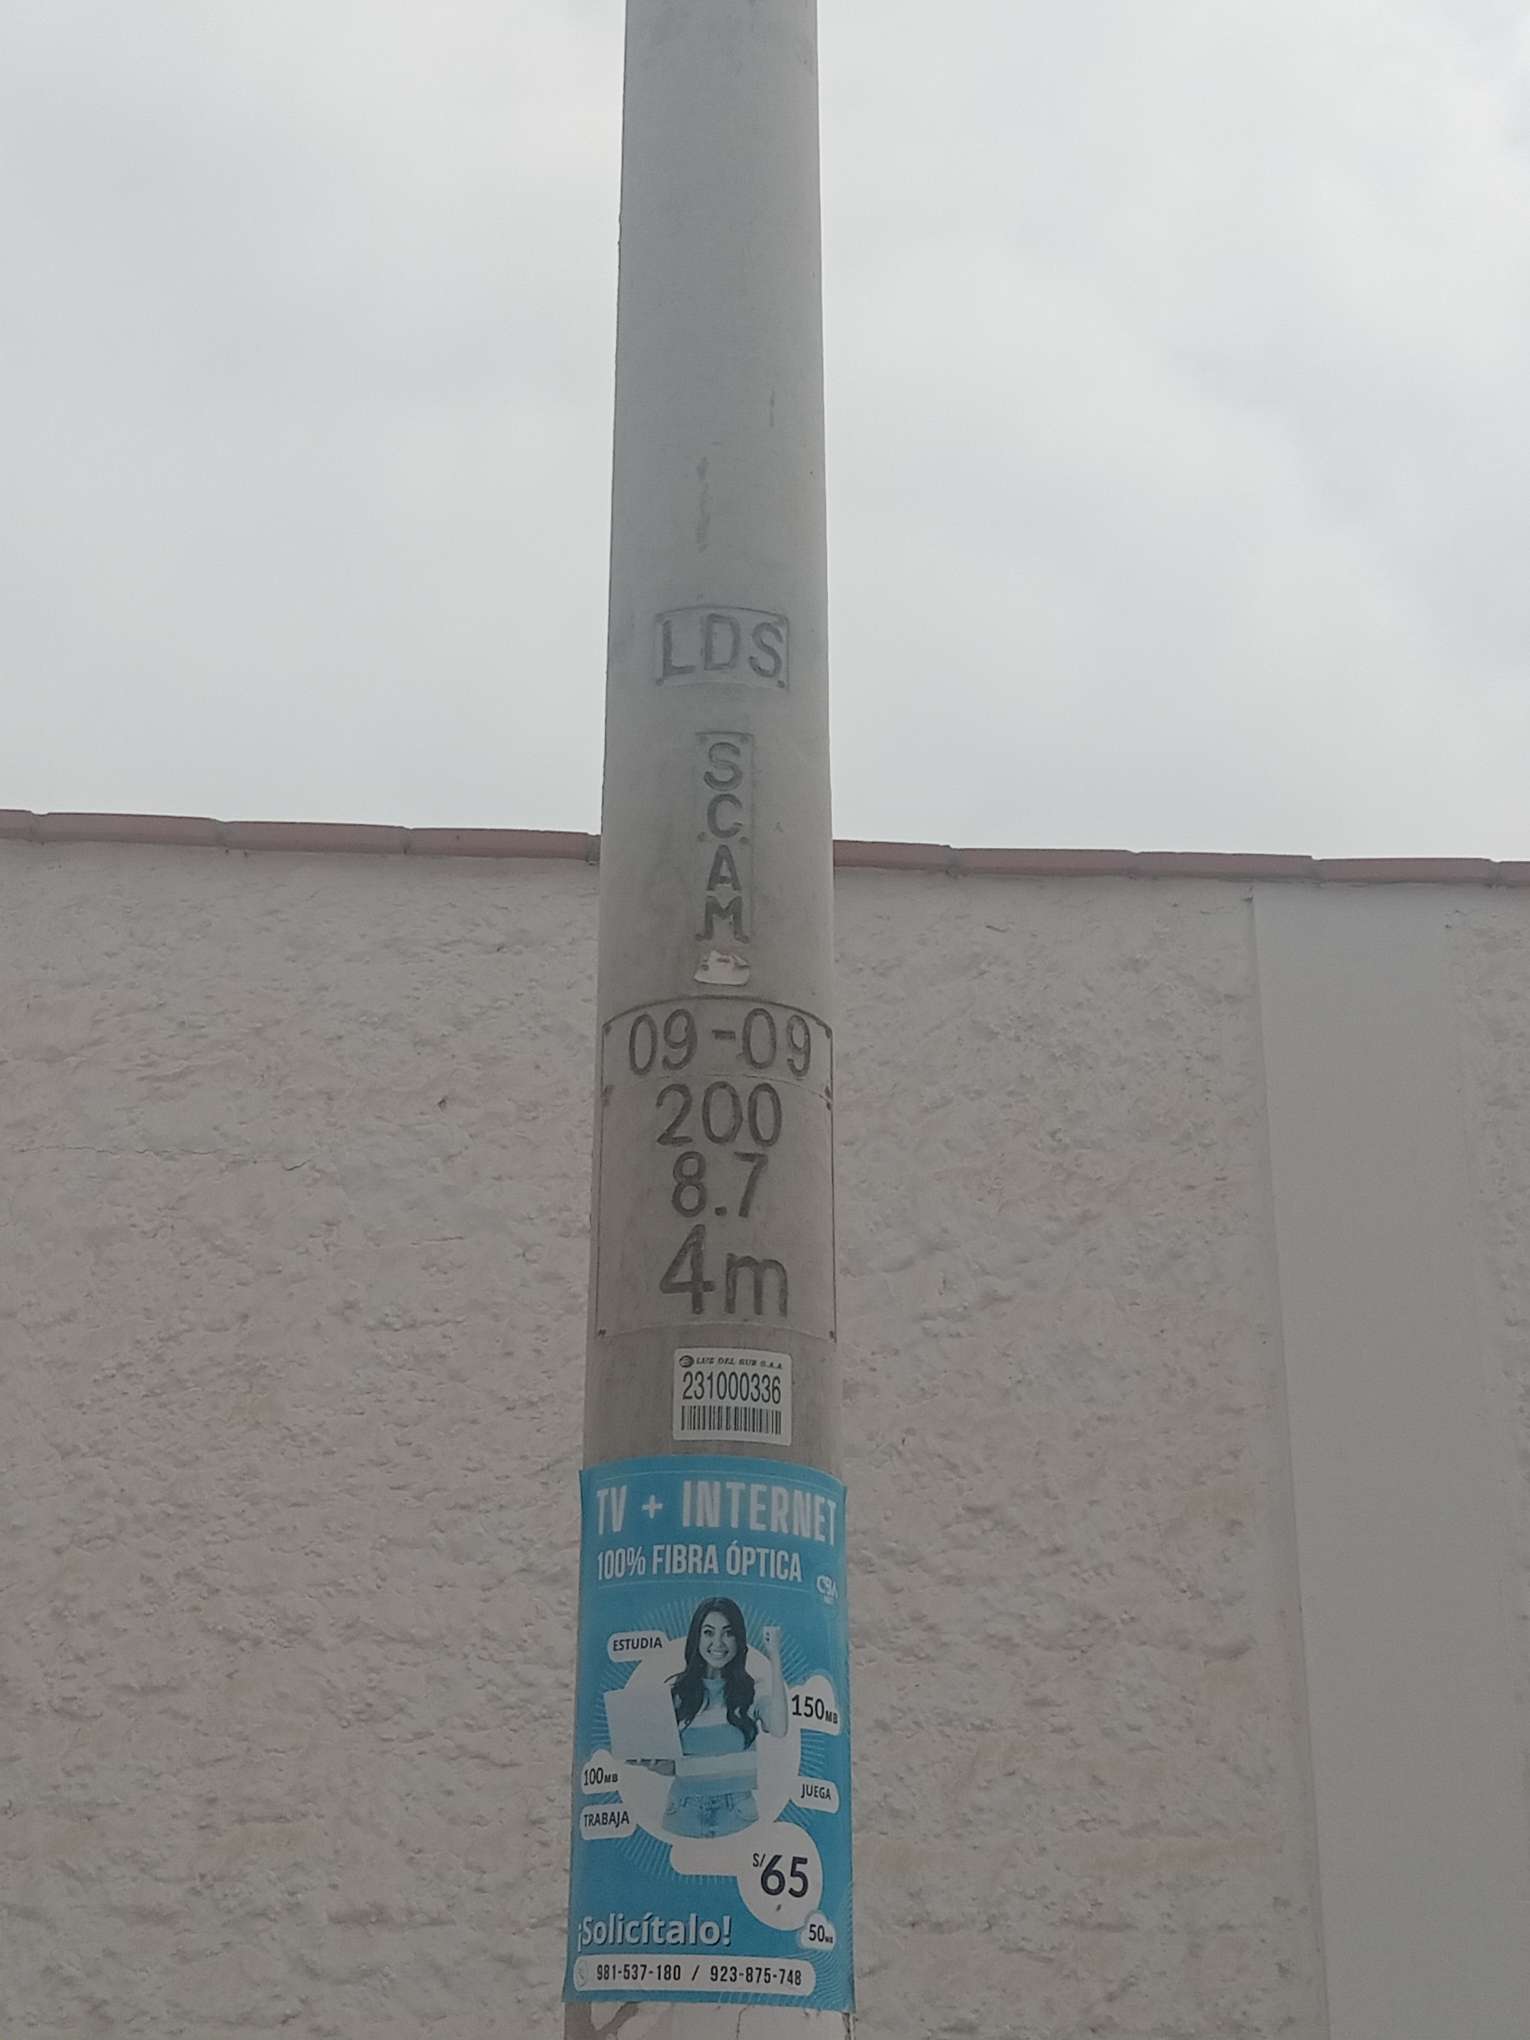 LDS
S
C
A
M
09-09
200
8.7
4m
LUZ DEL SUR S.A.A
231000336
TV + INTERNET
100% FIBRA ÓPTICA
ESTUDIA
150MB
100MB
JUEGA
TRABAJA
S/65
¡Solicítalo!
50MB
981-537-180 / 923-875-748